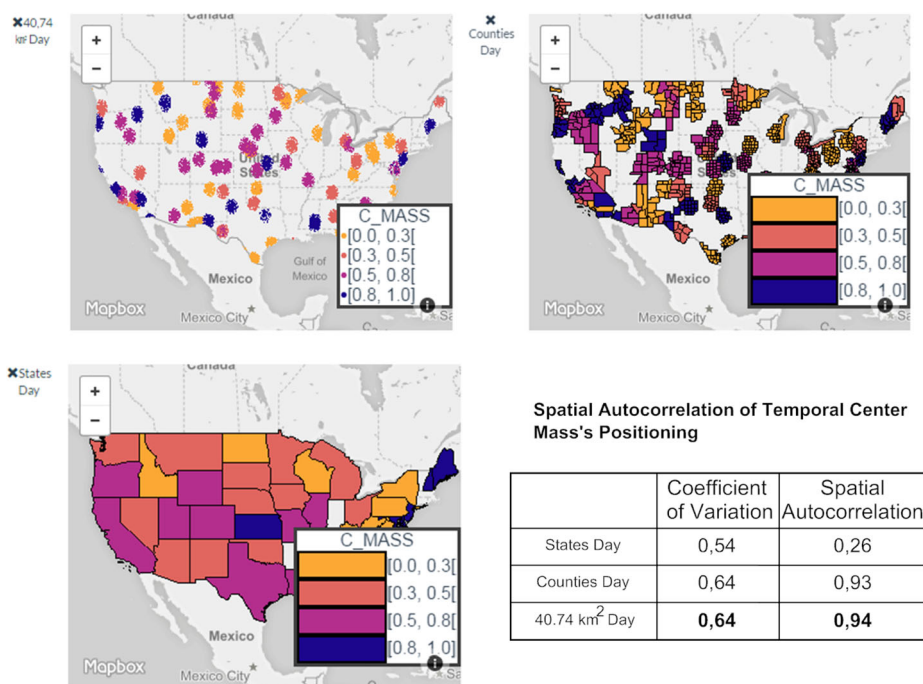 ✖40,74
km² Day
+
−
Canada
United
States
Gulf of
Mexico
Mexico
Mexico City
Mapbox
C_MASS
[0.0, 0.3[
[0.3, 0.5[
[0.5, 0.8[
[0.8, 1.0]
i
✖
Counties
Day
+
−
Canada
United
States
Mexico
Mexico City
Mapbox
C_MASS
[0.0, 0.3[
[0.3, 0.5[
[0.5, 0.8[
[0.8, 1.0]
i
✖States
Day
+
−
Canada
Mexico
Mexico City
Mapbox
C_MASS
[0.0, 0.3[
[0.3, 0.5[
[0.5, 0.8[
[0.8, 1.0]
i
Spatial Autocorrelation of Temporal Center
Mass's Positioning
Coefficient of Variation
Spatial Autocorrelation
States Day 0,54 0,26
Counties Day 0,64 0,93
40.74 km² Day 0,64 0,94